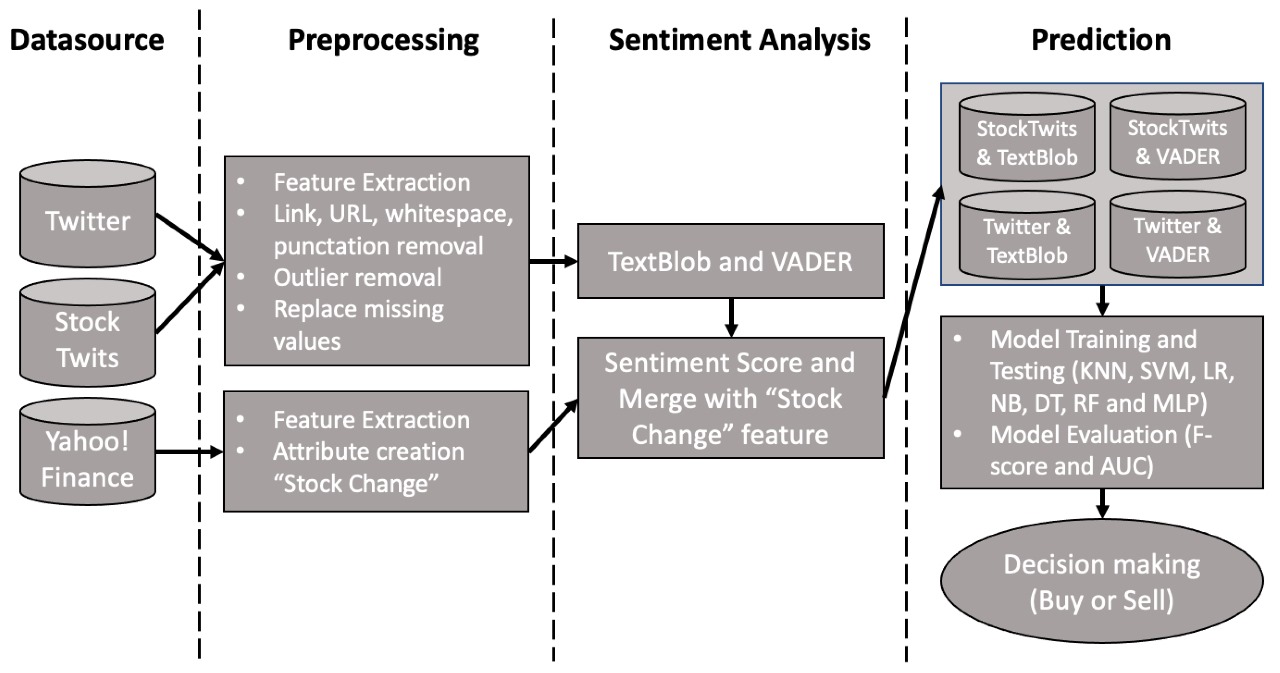 Datasource
Preprocessing
Sentiment Analysis
Prediction
Twitter
Stock
Twits
Yahoo!
Finance
• Feature Extraction
• Link, URL, whitespace,
punctation removal
• Outlier removal
• Replace missing
values
• Feature Extraction
• Attribute creation
“Stock Change”
TextBlob and VADER
Sentiment Score and
Merge with “Stock
Change” feature
StockTwits
& TextBlob
StockTwits
& VADER
Twitter &
TextBlob
Twitter &
VADER
• Model Training and
Testing (KNN, SVM, LR,
NB, DT, RF and MLP)
• Model Evaluation (F-
score and AUC)
Decision making
(Buy or Sell)